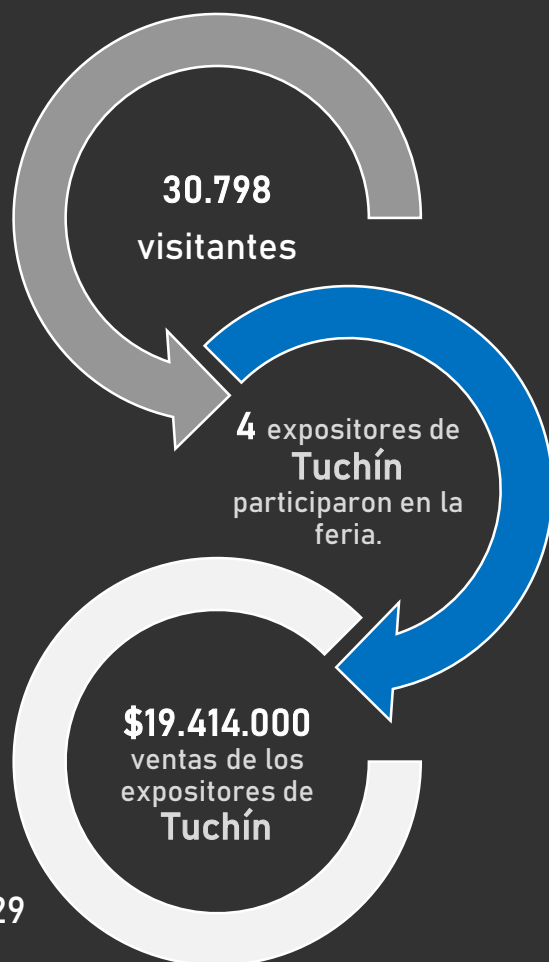 30.798
visitantes
4 expositores de
Tuchín
participaron en la
feria.
$19.414.000
ventas de los
expositores de
Tuchín
29